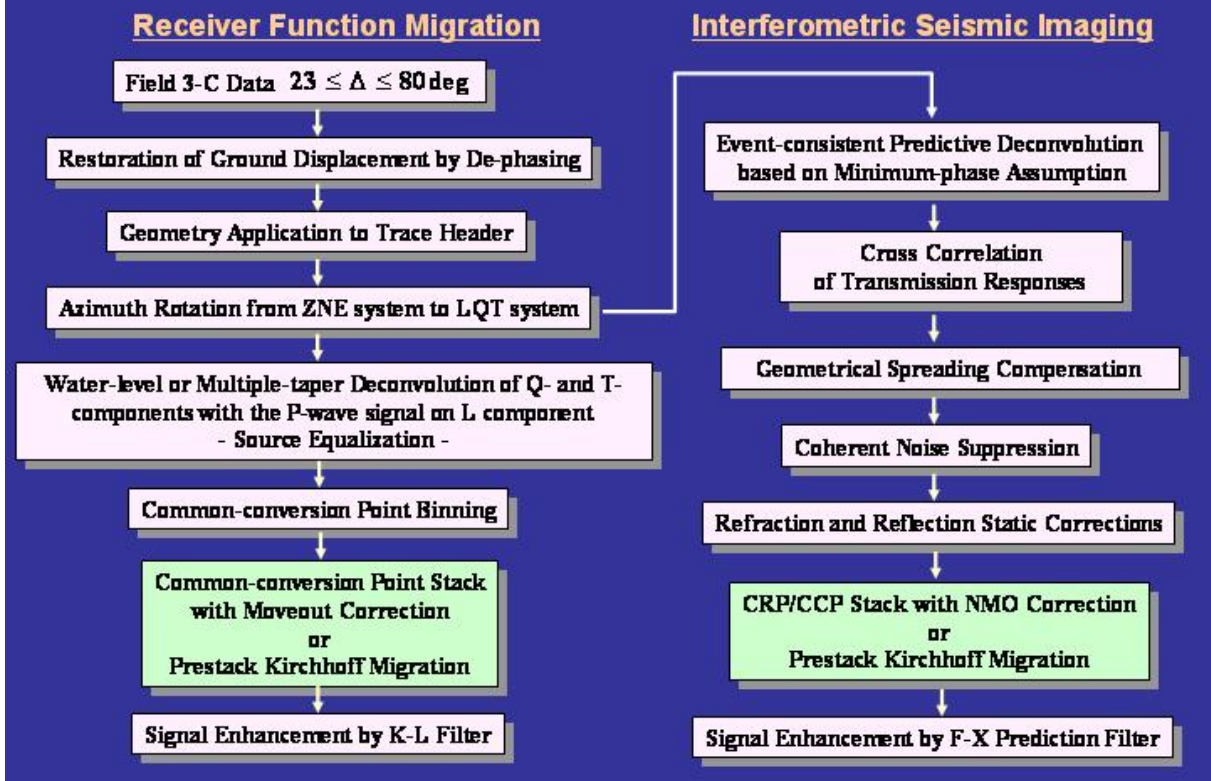 Receiver Function Migration
Field 3-C Data 23 ≤ Δ ≤ 80 deg
Restoration of Ground Displacement by De-phasing
Geometry Application to Trace Header
Azimuth Rotation from ZNE system to LQT system
Water-level or Multiple-taper Deconvolution of Q- and T-
components with the P-wave signal on L component
- Source Equalization -
Common-conversion Point Binning
Common-conversion Point Stack
with Moveout Correction
or
Prestack Kirchhoff Migration
Signal Enhancement by K-L Filter
Interferometric Seismic Imaging
Event-consistent Predictive Deconvolution
based on Minimum-phase Assumption
Cross Correlation
of Transmission Responses
Geometrical Spreading Compensation
Coherent Noise Suppression
Refraction and Reflection Static Corrections
CRP/CCP Stack with NMO Correction
or
Prestack Kirchhoff Migration
Signal Enhancement by F-X Prediction Filter